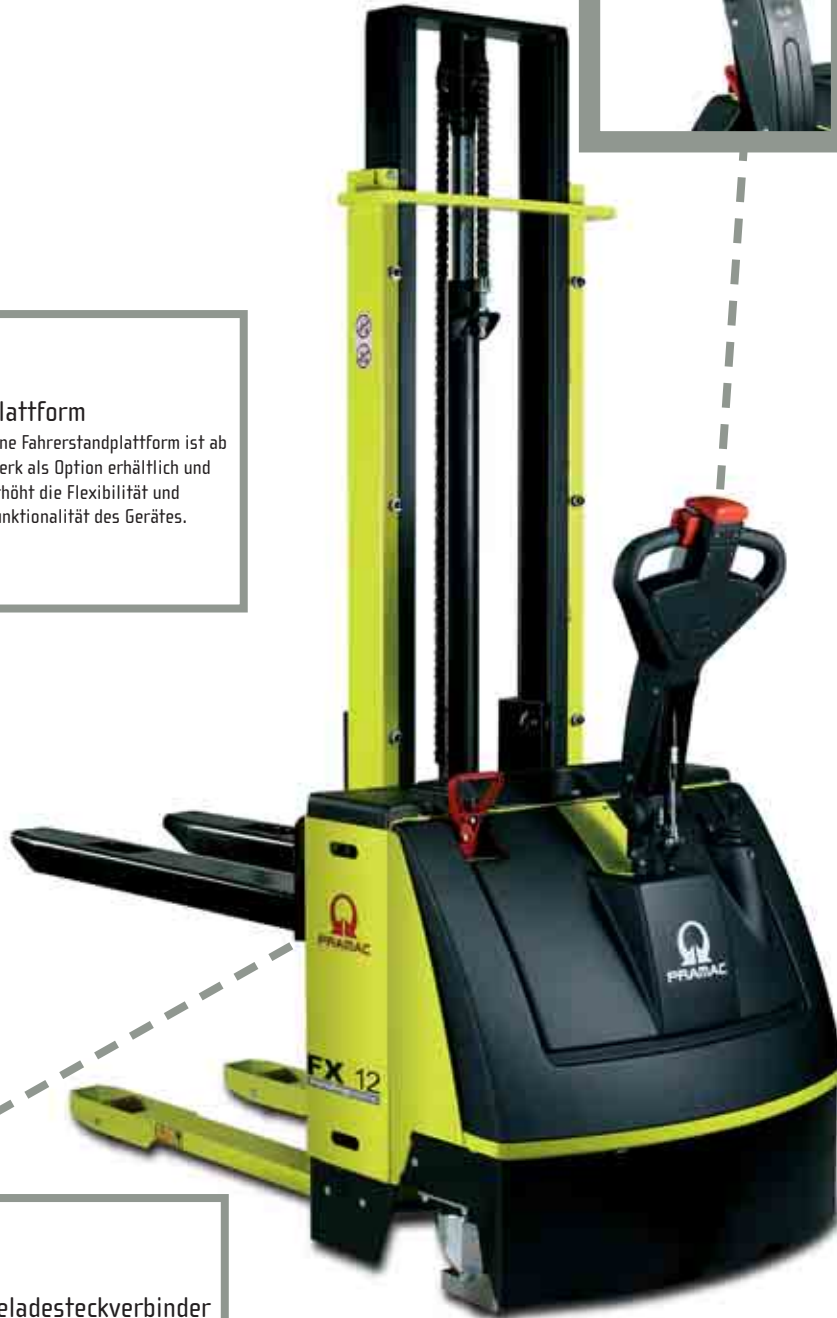 lattform
ne Fahrerstandplattform ist ab
erk als Option erhältlich und
höht die Flexibilität und
nktionalität des Gerätes.
PRAMAC
PRAMAC
FX 12
eladesteckverbinder